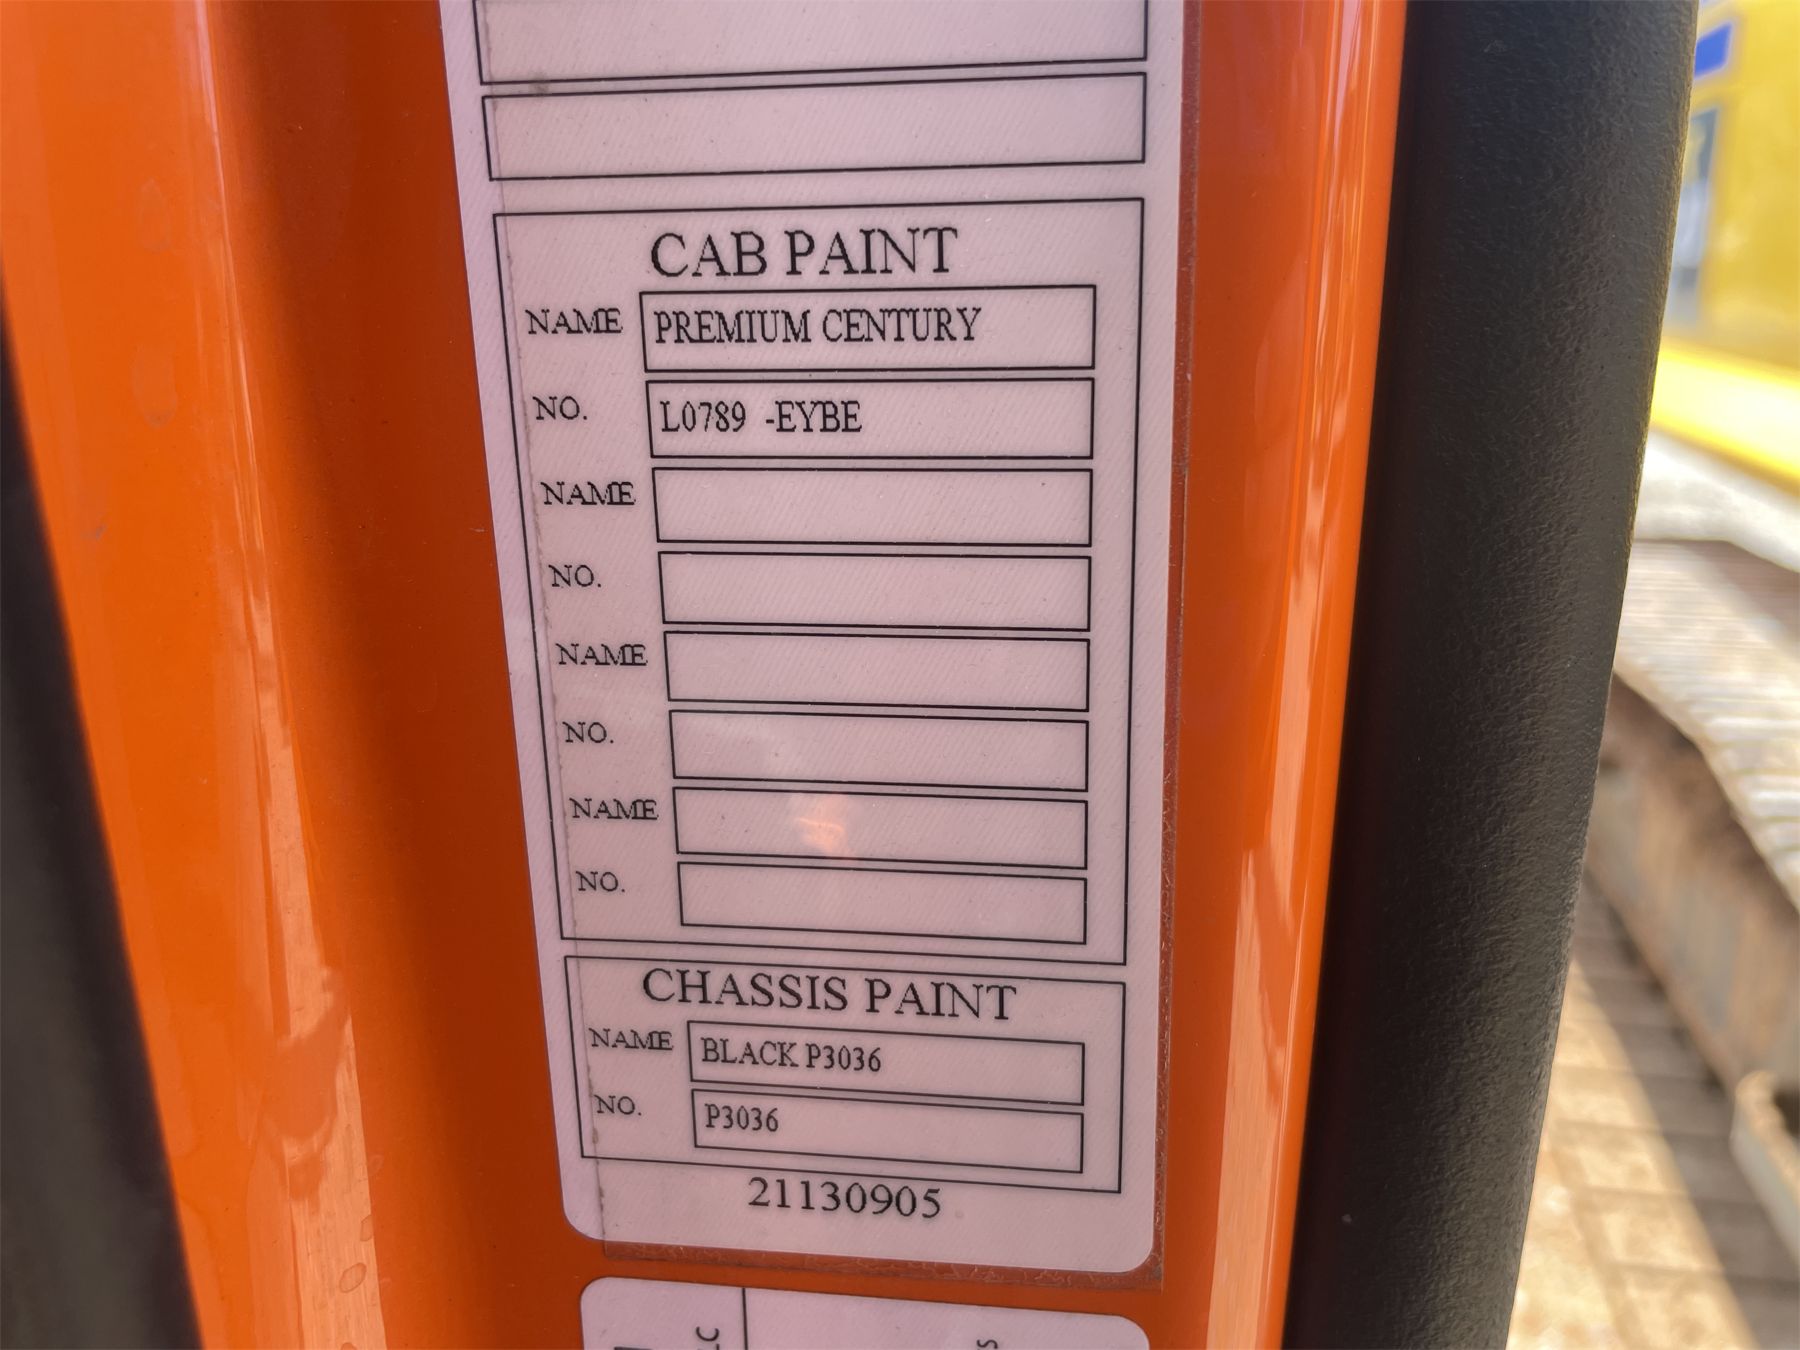 CAB PAINT
NAME PREMIUM CENTURY
NO. L0789 -EYBE
NAME
NO.
NAME
NO.
NAME
NO.
CHASSIS PAINT
NAME BLACK P3036
NO. P3036
21130905